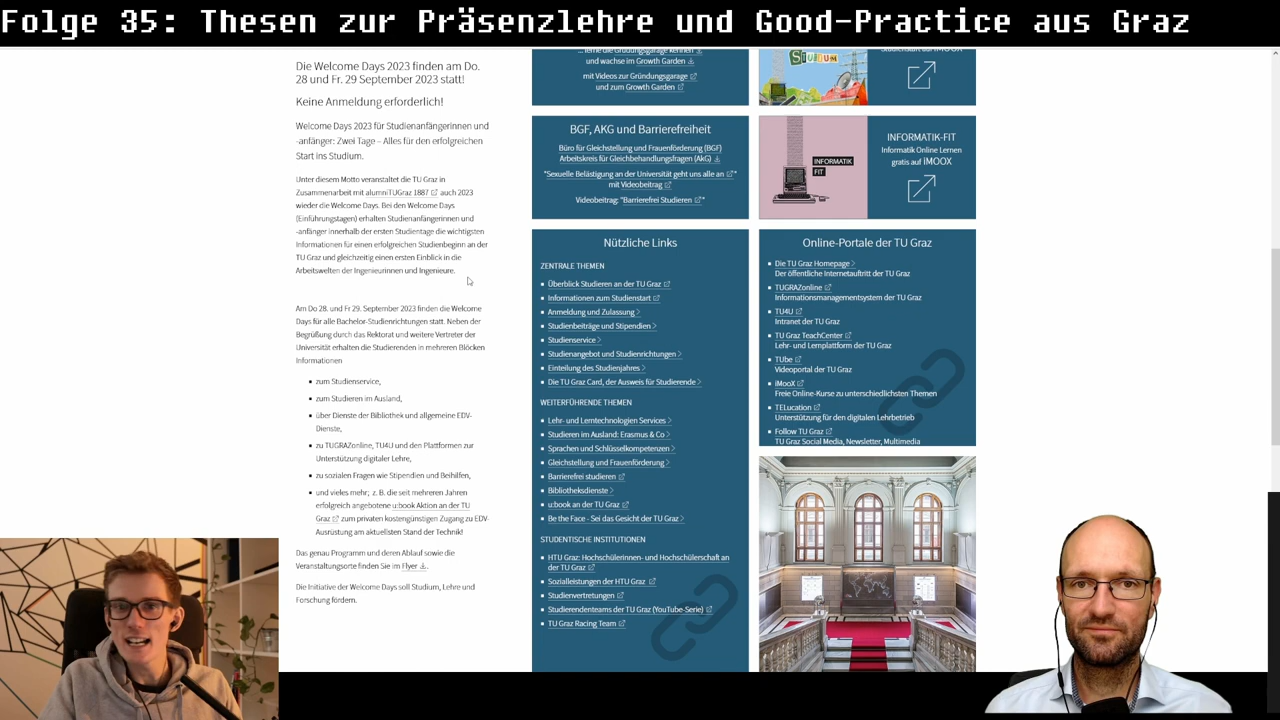 Folge 35: Thesen zur Präsenzlehre und Good-Practice aus Graz
Die Welcome Days 2023 finden am Do.
28 und Fr. 29 September 2023 statt!
Keine Anmeldung erforderlich!
Welcome Days 2023 für Studienanfängerinnen und
-anfänger: Zwei Tage – Alles für den erfolgreichen
Start ins Studium.
Unter diesem Motto veranstaltet die TU Graz in
Zusammenarbeit mit alumniTUGraz 1887 auch 2023
wieder die Welcome Days. Bei den Welcome Days
(Einführungstagen) erhalten Studienanfängerinnen und
-anfänger innerhalb der ersten Studientage die wichtigsten
Informationen für einen erfolgreichen Studienbeginn an der
TU Graz und gleichzeitig einen ersten Einblick in die
Arbeitswelten der Ingenieurinnen und Ingenieure.
Am Do 28. und Fr 29. September 2023 finden die Welcome
Days für alle Bachelor-Studienrichtungen statt. Neben der
Begrüßung durch das Rektorat und weitere Vertreter der
Universität erhalten die Studierenden in mehreren Blöcken
Informationen
zum Studienservice,
zum Studieren im Ausland,
über Dienste der Bibliothek und allgemeine EDV-
Dienste,
zu TUGRAZonline, TU4U und den Plattformen zur
Unterstützung digitaler Lehre,
zu sozialen Fragen wie Stipendien und Beihilfen,
und vieles mehr; z. B. die seit mehreren Jahren
erfolgreich angebotene u:book Aktion an der TU
Graz zum privaten kostengünstigen Zugang zu EDV-
Ausrüstung am aktuellsten Stand der Technik!
Das genau Programm und deren Ablauf sowie die
Veranstaltungsorte finden Sie im Flyer.
Die Initiative der Welcome Days soll Studium, Lehre und
Forschung fördern.
... lerne die Gründungsgarage kennen
und wachse im Growth Garden
mit Videos zur Gründungsgarage
und zum Growth Garden
BGF, AKG und Barrierefreiheit
Büro für Gleichstellung und Frauenförderung (BGF)
Arbeitskreis für Gleichbehandlungsfragen (AkG)
"Sexuelle Belästigung an der Universität geht uns alle an"
mit Videobeitrag
Videobeitrag: "Barrierefrei Studieren"
Nützliche Links
ZENTRALE THEMEN
Überblick Studieren an der TU Graz
Informationen zum Studienstart
Anmeldung und Zulassung
Studienbeiträge und Stipendien
Studienservice
Studienangebot und Studienrichtungen
Einteilung des Studienjahres
Die TU Graz Card, der Ausweis für Studierende
WEITERFÜHRENDE THEMEN
Lehr- und Lerntechnologien Services
Studieren im Ausland: Erasmus & Co
Sprachen und Schlüsselkompetenzen
Gleichstellung und Frauenförderung
Barrierefrei studieren
Bibliotheksdienste
u:book an der TU Graz
Be the Face - Sei das Gesicht der TU Graz
STUDENTISCHE INSTITUTIONEN
HTU Graz: Hochschülerinnen- und Hochschülerschaft an
der TU Graz
Sozialleistungen der HTU Graz
Studienvertretungen
Studierendenteams der TU Graz (YouTube-Serie)
TU Graz Racing Team
STUDIUM
INFORMATIK
FIT
INFORMATIK-FIT
Informatik Online Lernen
gratis auf iMOOX
Online-Portale der TU Graz
Die TU Graz Homepage
Der öffentliche Internetauftritt der TU Graz
TUGRAZonline
Informationsmanagementsystem der TU Graz
TU4U
Intranet der TU Graz
TU Graz TeachCenter
Lehr- und Lernplattform der TU Graz
TUbe
Videoportal der TU Graz
iMooX
Freie Online-Kurse zu unterschiedlichsten Themen
TELucation
Unterstützung für den digitalen Lehrbetrieb
Follow TU Graz
TU Graz Social Media, Newsletter, Multimedia